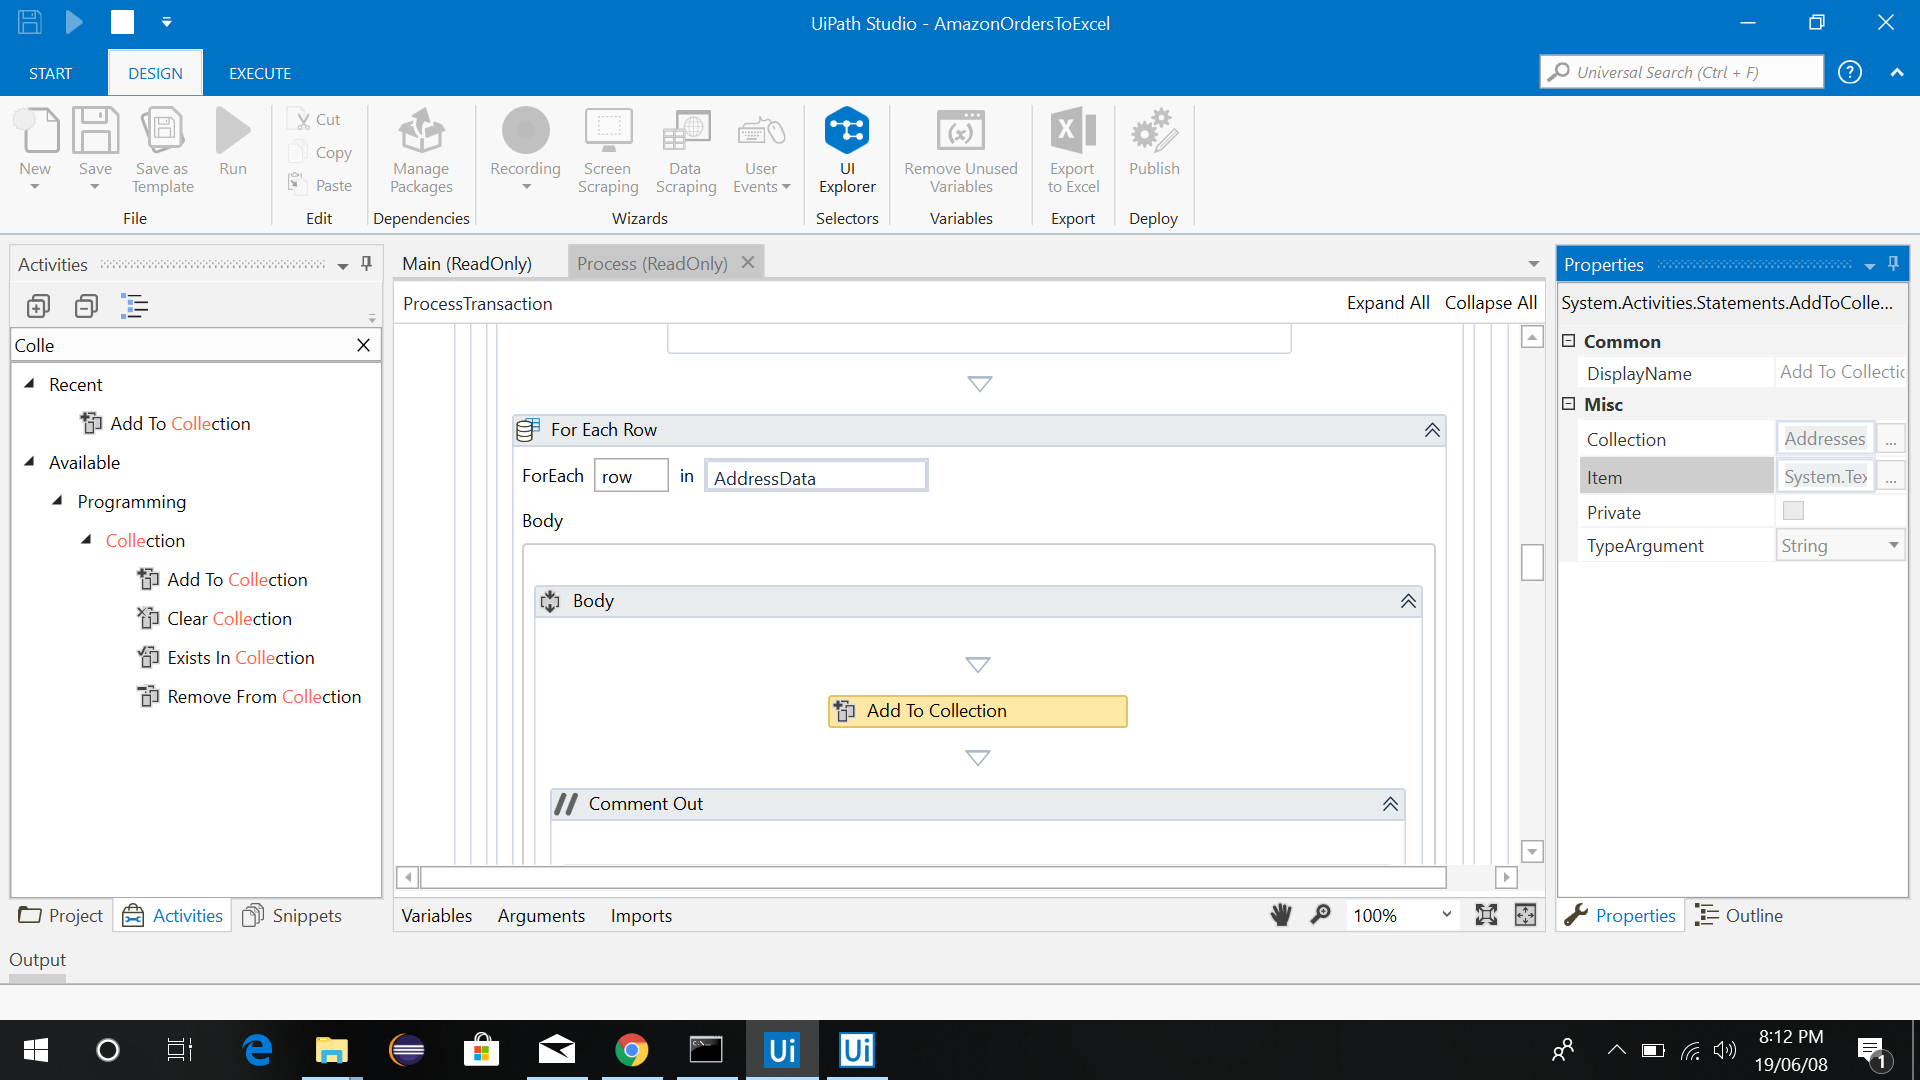 UiPath Studio - AmazonOrdersToExcel
START
DESIGN
EXECUTE
Universal Search (Ctrl + F)
New
Save
Save as Template
Run
Cut
Copy
Paste
Manage Packages
Recording
Screen Scraping
Data Scraping
User Events
UI Explorer
Remove Unused Variables
Export to Excel
Publish
File
Edit
Dependencies
Wizards
Selectors
Variables
Export
Deploy
Activities
Colle
Recent
Add To Collection
Available
Programming
Collection
Add To Collection
Clear Collection
Exists In Collection
Remove From Collection
Project
Activities
Snippets
Main (ReadOnly)
Process (ReadOnly)
ProcessTransaction
Expand All
Collapse All
For Each Row
ForEach row in AddressData
Body
Body
Add To Collection
Comment Out
Variables
Arguments
Imports
100%
Properties
System.Activities.Statements.AddToColle...
Common
DisplayName Add To Collectic
Misc
Collection Addresses ...
Item System.Tex ...
Private
TypeArgument String
Properties
Outline
Output
Ui
Ui
8:12 PM
19/06/08
1